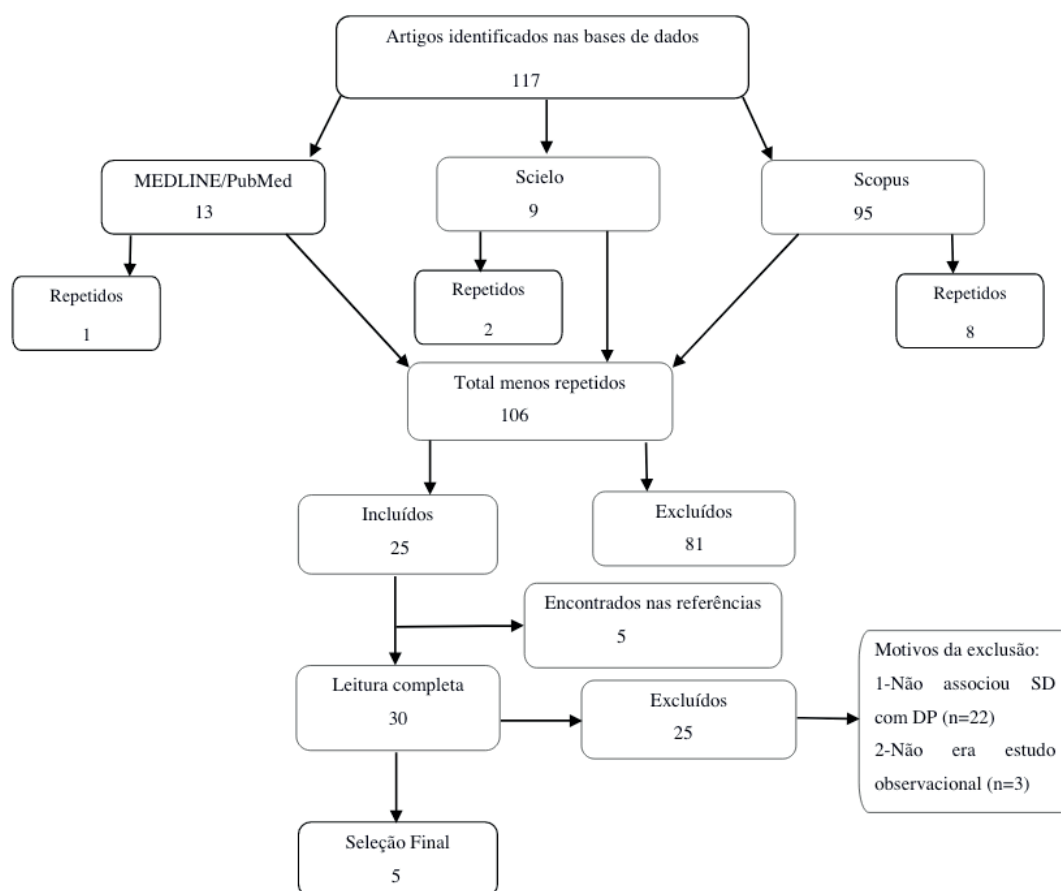 Artigos identificados nas bases de dados
117
MEDLINE/PubMed
13
Scielo
9
Scopus
95
Repetidos
1
Repetidos
2
Repetidos
8
Total menos repetidos
106
Incluídos
25
Excluídos
81
Encontrados nas referências
5
Leitura completa
30
Excluídos
25
Motivos da exclusão:
1-Não associou SD
com DP (n=22)
2-Não era estudo
observacional (n=3)
Seleção Final
5